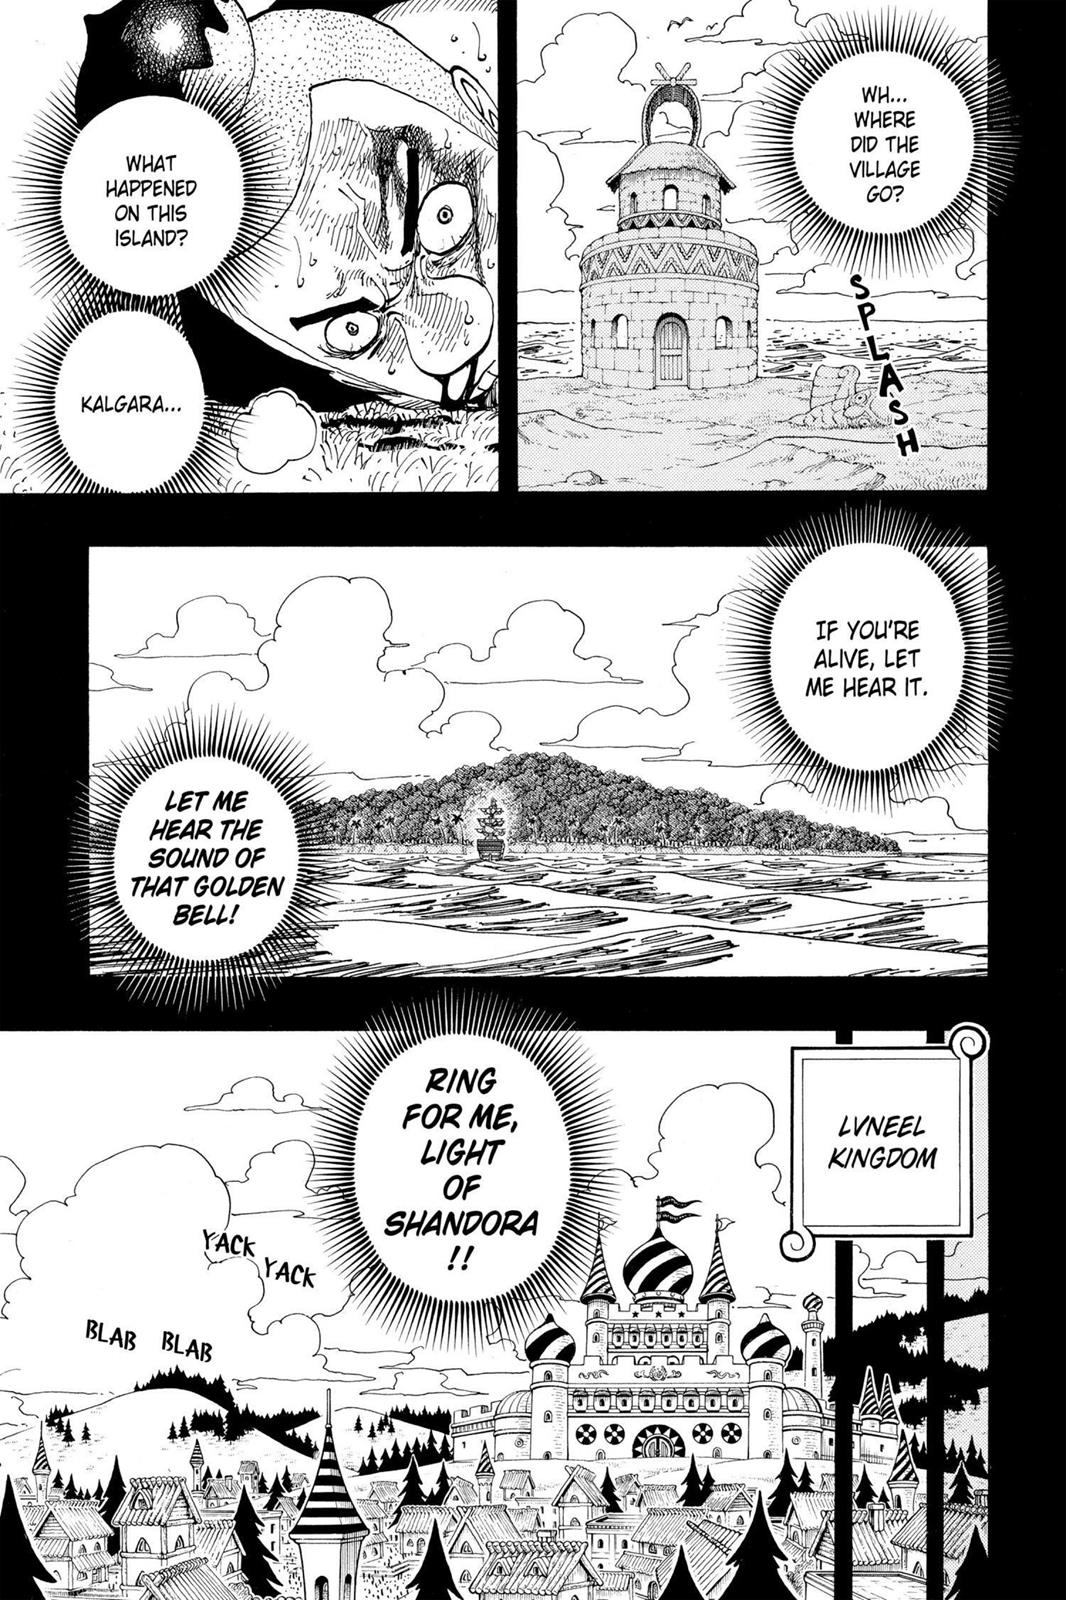 WH...
WHERE
DID THE
VILLAGE
GO?
SPLASH
WHAT
HAPPENED
ON THIS
ISLAND?
KALGARA...
IF YOU'RE
ALIVE, LET
ME HEAR IT.
LET ME
HEAR THE
SOUND OF
THAT GOLDEN
BELL!
LVNEEL
KINGDOM
RING
FOR ME,
LIGHT
OF
SHANDORA
!!
YACK
YACK
BLAB BLAB